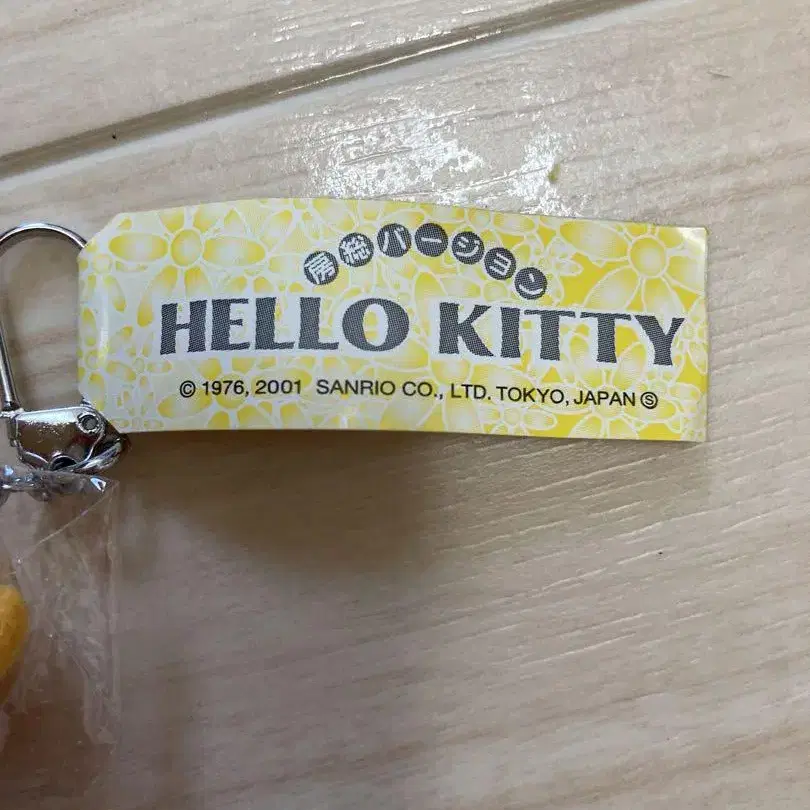 房総バージョン
HELLO KITTY
© 1976, 2001 SANRIO CO., LTD. TOKYO, JAPAN Ⓢ